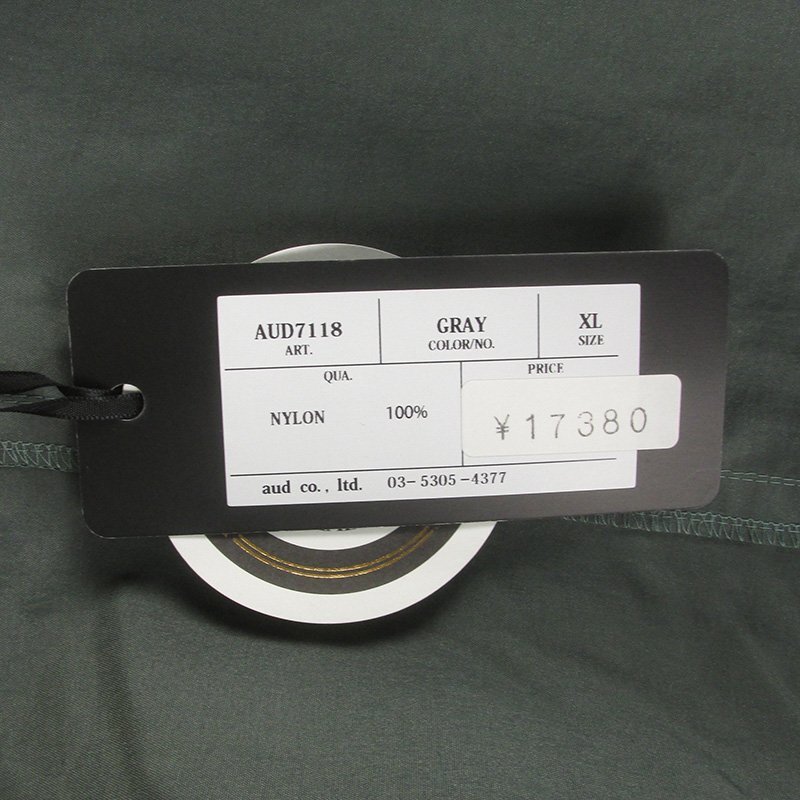 AUD7118 GRAY XL
ART. COLOR/NO. SIZE
QUA. PRICE
NYLON 100% ¥17380
aud co., ltd. 03-5305-4377